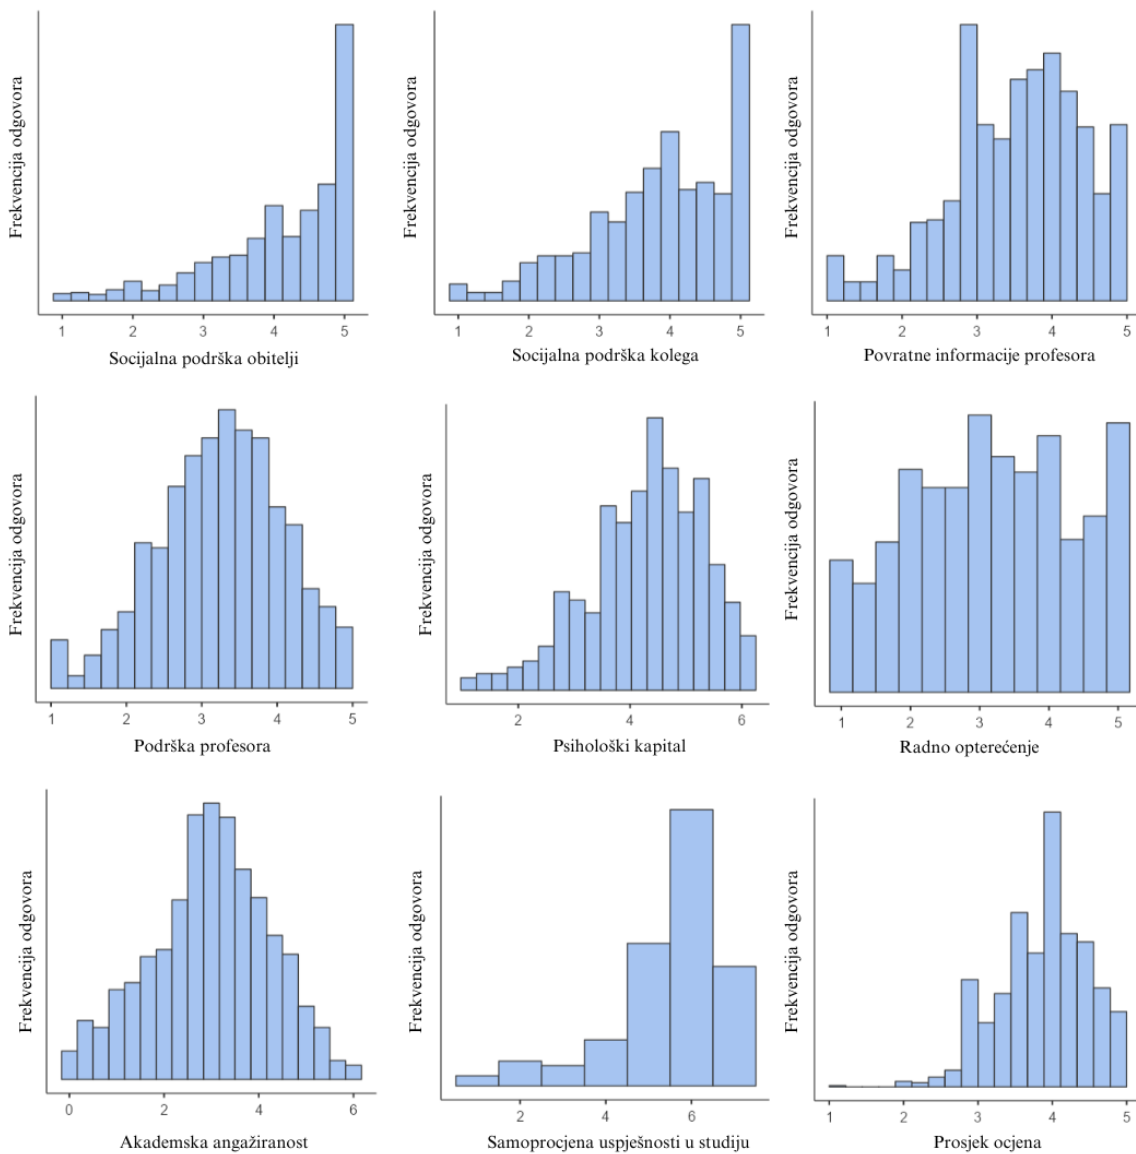 Frekvencija odgovora
1 2 3 4 5
Socijalna podrška obitelji
Frekvencija odgovora
1 2 3 4 5
Socijalna podrška kolega
Frekvencija odgovora
1 2 3 4 5
Povratne informacije profesora
Frekvencija odgovora
1 2 3 4 5
Podrška profesora
Frekvencija odgovora
2 4 6
Psihološki kapital
Frekvencija odgovora
1 2 3 4 5
Radno opterećenje
Frekvencija odgovora
0 2 4 6
Akademska angažiranost
Frekvencija odgovora
2 4 6
Samoprocjena uspješnosti u studiju
Frekvencija odgovora
1 2 3 4 5
Prosjek ocjena